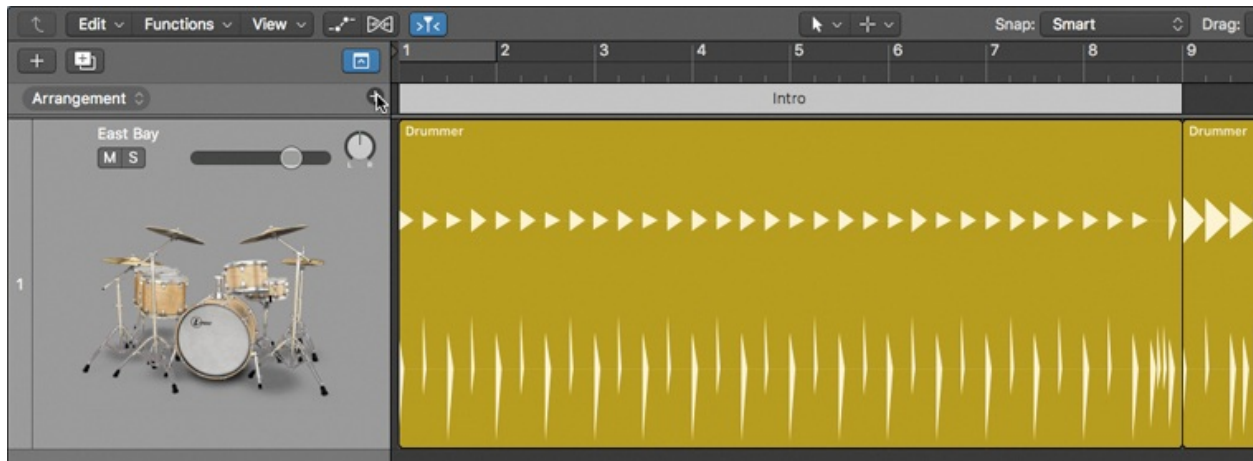 Edit Functions View Snap: Smart Drag:
1 2 3 4 5 6 7 8 9
Arrangement Intro
East Bay Drummer Drummer
M S
L R
1